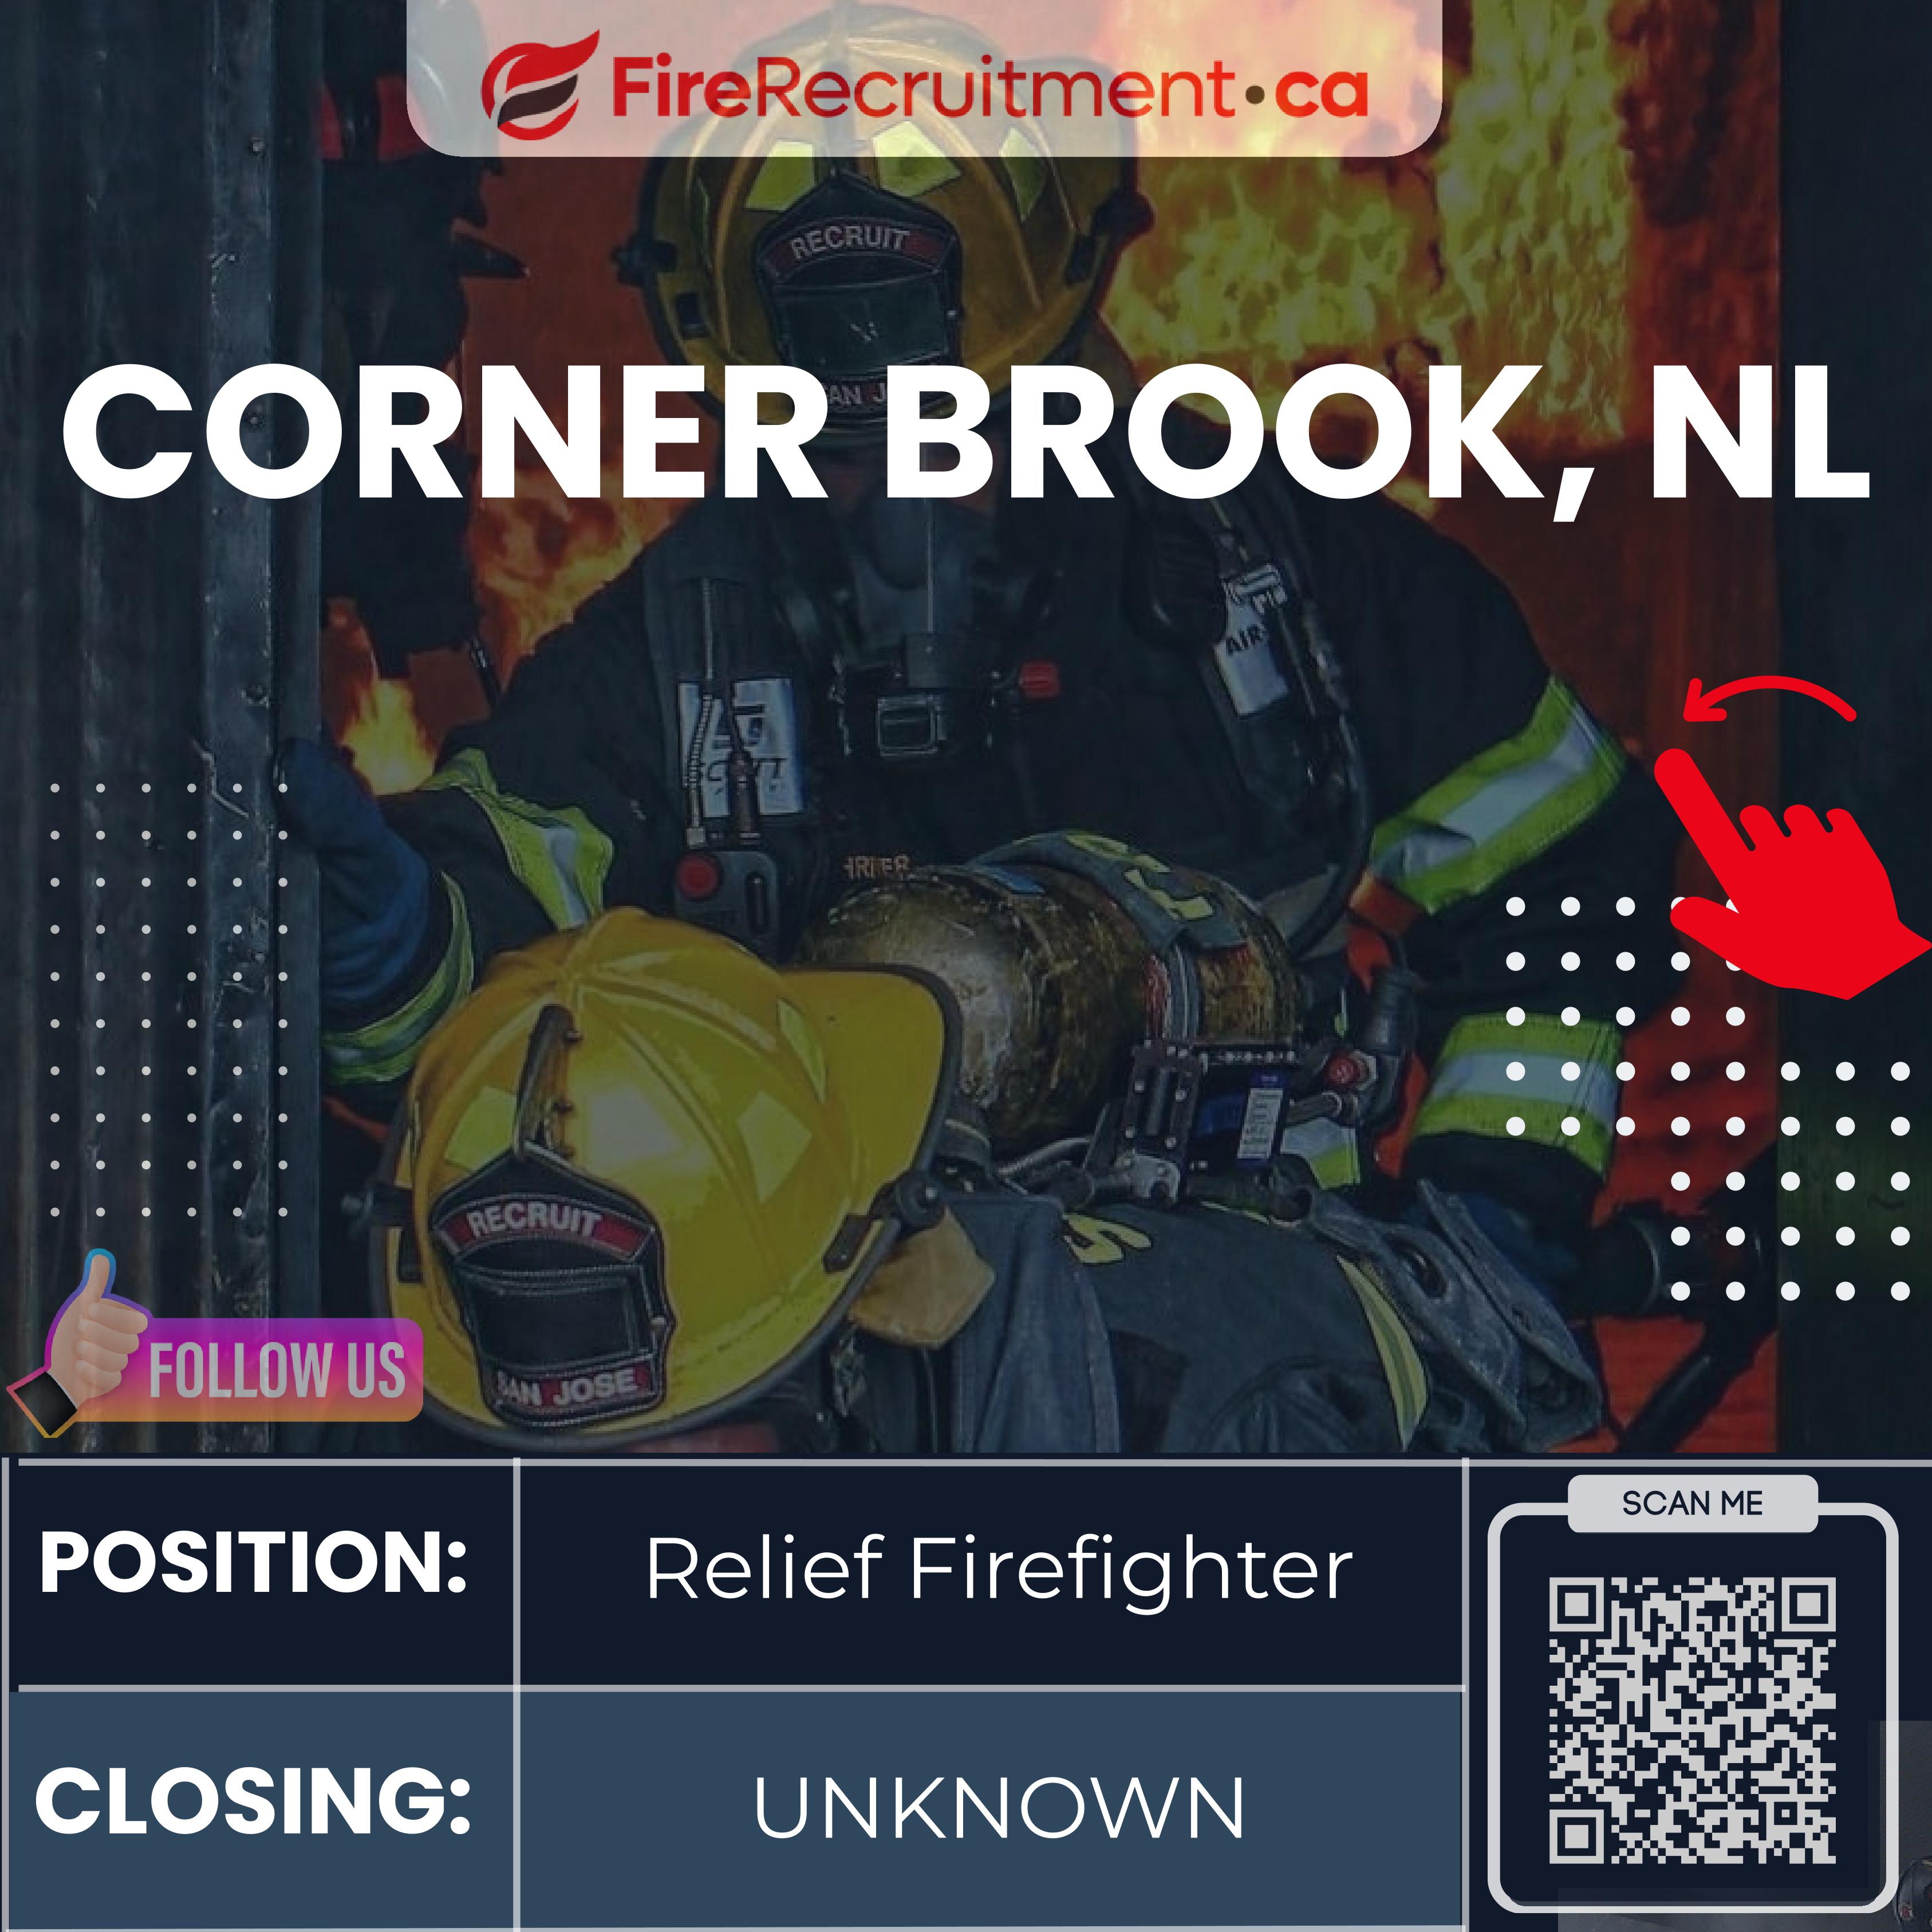 FireRecruitment.ca
RECRUIT
CORNER BROOK, NL
AIR
RECRUIT
SAN JOSE
FOLLOW US
POSITION:
Relief Firefighter
SCAN ME
CLOSING:
UNKNOWN